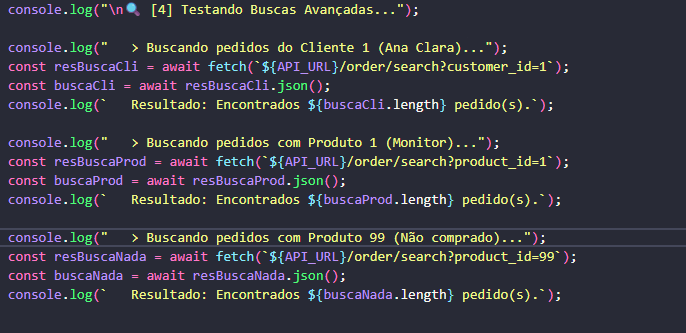 console.log("\n🔍 [4] Testando Buscas Avançadas...");
console.log("   > Buscando pedidos do Cliente 1 (Ana Clara)...");
const resBuscaCli = await fetch(`${API_URL}/order/search?customer_id=1`);
const buscaCli = await resBuscaCli.json();
console.log(`   Resultado: Encontrados ${buscaCli.length} pedido(s).`);
console.log("   > Buscando pedidos com Produto 1 (Monitor)...");
const resBuscaProd = await fetch(`${API_URL}/order/search?product_id=1`);
const buscaProd = await resBuscaProd.json();
console.log(`   Resultado: Encontrados ${buscaProd.length} pedido(s).`);
console.log("   > Buscando pedidos com Produto 99 (Não comprado)...");
const resBuscaNada = await fetch(`${API_URL}/order/search?product_id=99`);
const buscaNada = await resBuscaNada.json();
console.log(`   Resultado: Encontrados ${buscaNada.length} pedido(s).`);